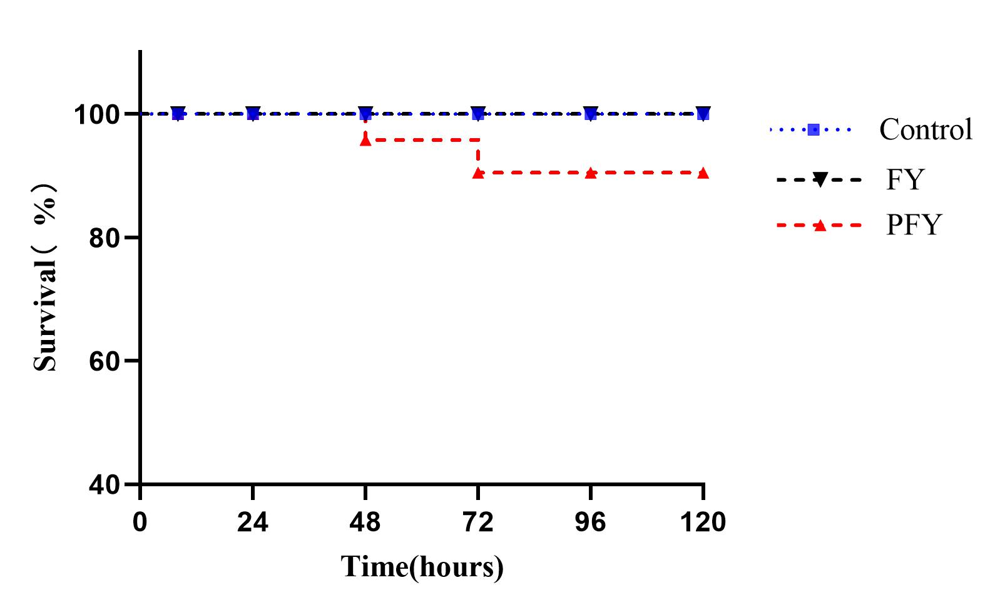 100
80
60
40
0 24 48 72 96 120
Time(hours)
Survival( %)
Control
FY
PFY